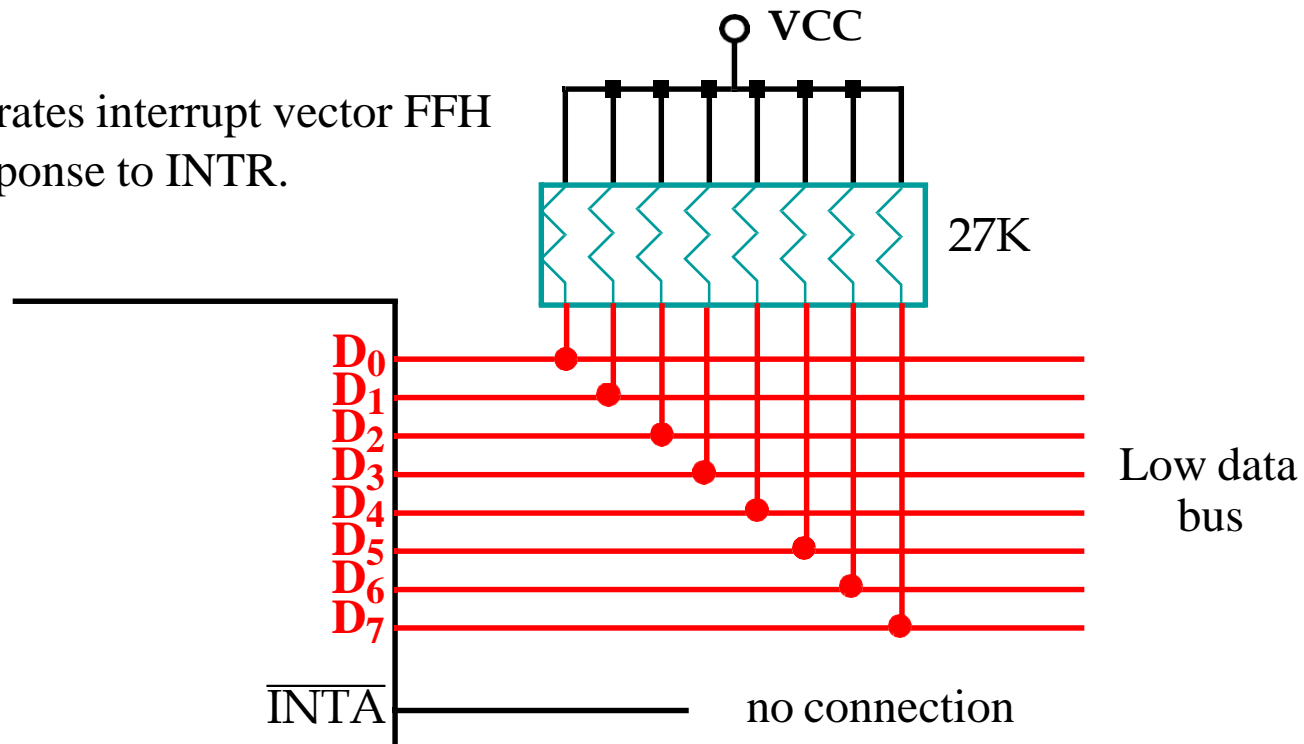 VCC
rates interrupt vector FFH
ponse to INTR.
27K
D0
D1
D2
D3
D4
D5
D6
D7
Low data
bus
INTA
no connection